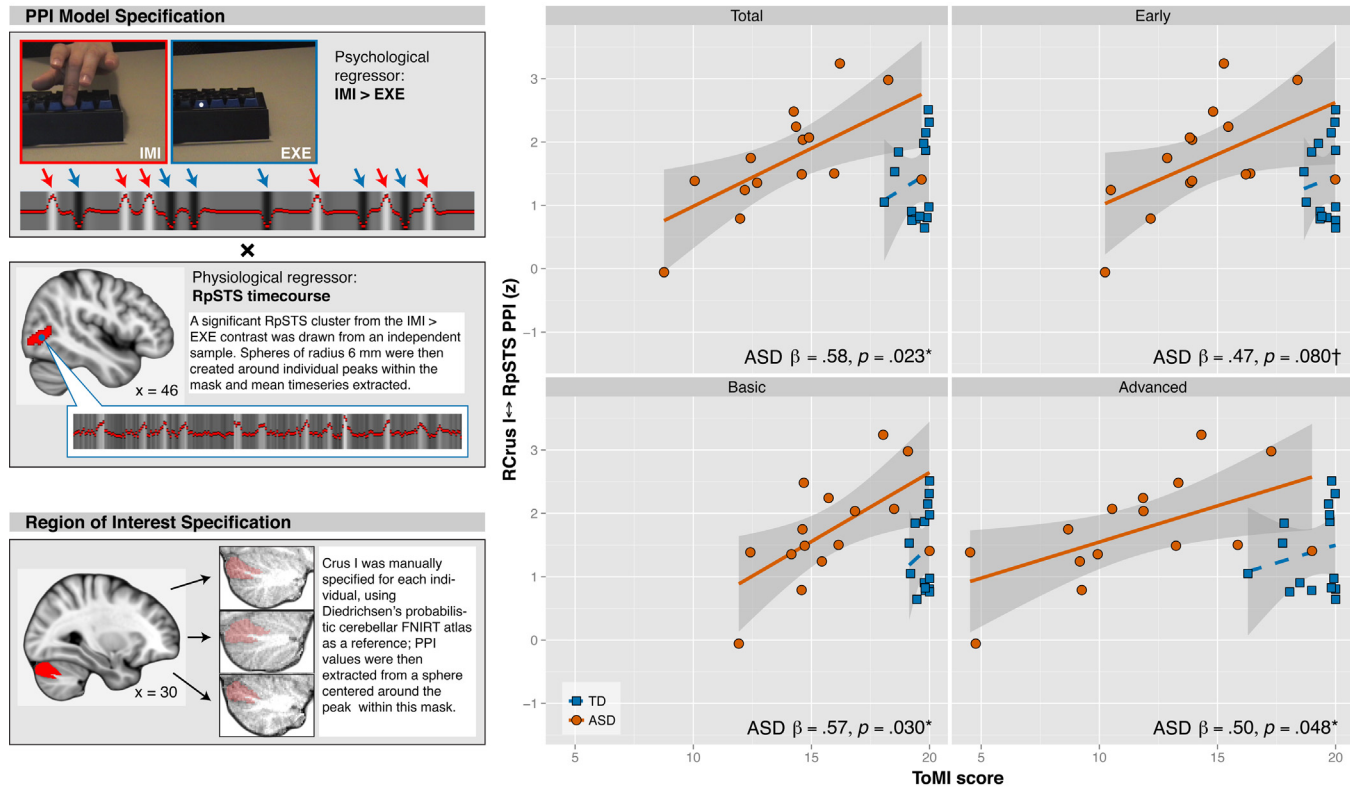 PPI Model Specification
Psychological
regressor:
IMI > EXE
IMI
EXE
×
Physiological regressor:
RpSTS timecourse
A significant RpSTS cluster from the IMI >
EXE contrast was drawn from an independent
sample. Spheres of radius 6 mm were then
created around individual peaks within the
mask and mean timeseries extracted.
x = 46
Region of Interest Specification
Crus I was manually
specified for each indi-
vidual, using
Diedrichsen's probabilis-
tic cerebellar FNIRT atlas
as a reference; PPI
values were then
extracted from a sphere
centered around the
peak within this mask.
x = 30
RCrus I↔ RpSTS PPI (z)
Total
3
2
1
0
−1
ASD β = .58, p = .023*
Early
ASD β = .47, p = .080†
Basic
3
2
1
0
−1
TD
ASD
ASD β = .57, p = .030*
Advanced
ASD β = .50, p = .048*
5 10 15 20 5 10 15 20
ToMI score